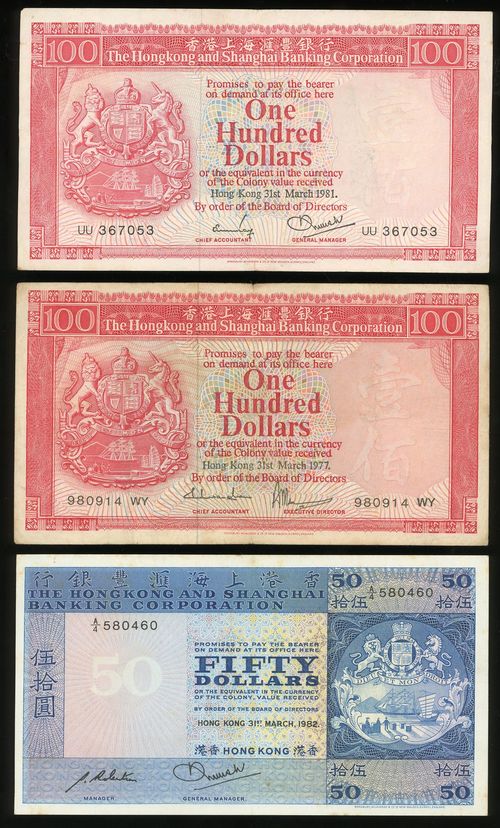 100 香港上海滙豐銀行 100
The Hongkong and Shanghai Banking Corporation
Promises to pay the bearer
on demand at its office here
One
Hundred
Dollars
or the equivalent in the currency
of the Colony value received
Hong Kong 31st March 1981.
By order of the Board of Directors
UU 367053 UU 367053
CHIEF ACCOUNTANT GENERAL MANAGER
100 香港上海滙豐銀行 100
The Hongkong and Shanghai Banking Corporation
Promises to pay the bearer
on demand at its office here
One
Hundred
Dollars
or the equivalent in the currency
of the Colony value received
Hong Kong 31st March 1977.
By order of the Board of Directors
壹佰
980914 WY 980914 WY
CHIEF ACCOUNTANT EXECUTIVE DIRECTOR
行銀豐滙海上港香
THE HONGKONG AND SHANGHAI
BANKING CORPORATION
50 50
拾伍 A/4 580460 拾伍
A/4 580460
伍拾圓
50
PROMISES TO PAY THE BEARER
ON DEMAND AT ITS OFFICE HERE
FIFTY
DOLLARS
OR THE EQUIVALENT IN THE CURRENCY
OF THE COLONY, VALUE RECEIVED
BY ORDER OF THE BOARD OF DIRECTORS
HONG KONG 31ST MARCH, 1982.
港香 HONG KONG 港香
DIEU ET MON DROIT
拾伍 拾伍
50 50
MANAGER. GENERAL MANAGER.